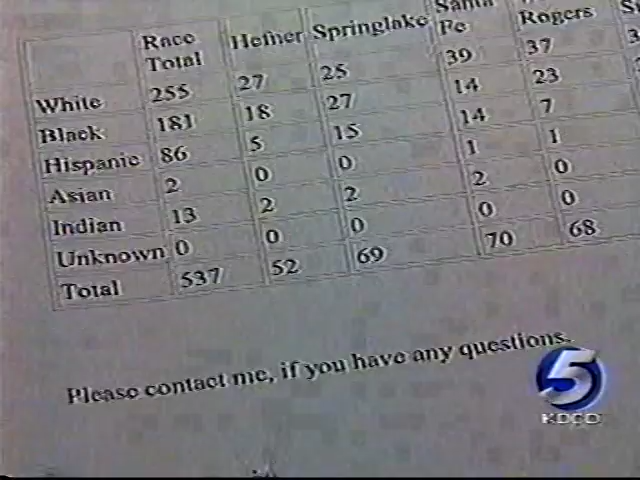 Race Total Hefner Springlake Santa Fe Rogers
White 255 27 25 39 37
Black 181 18 27 14 23
Hispanic 86 5 15 14 7
Asian 2 0 0 1 1
Indian 13 2 2 2 0
Unknown 0 0 0 0 0
Total 537 52 69 70 68
Please contact me, if you have any questions.
5
KOCO